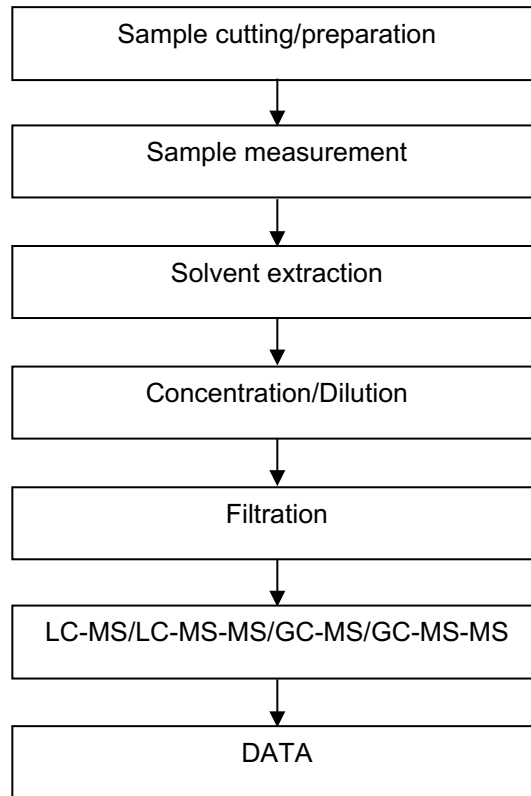 Sample cutting/preparation
Sample measurement
Solvent extraction
Concentration/Dilution
Filtration
LC-MS/LC-MS-MS/GC-MS/GC-MS-MS
DATA